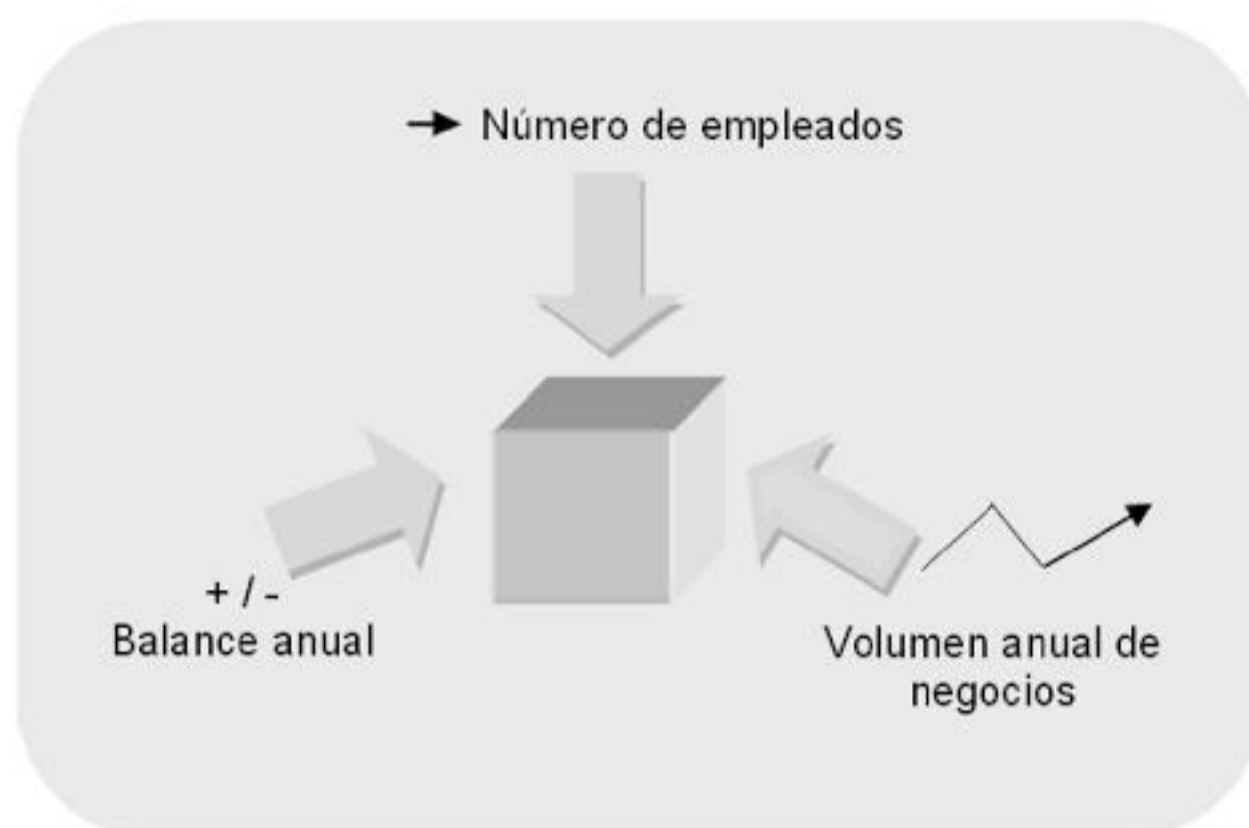 Número de empleados
+ / -
Balance anual
Volumen anual de
negocios